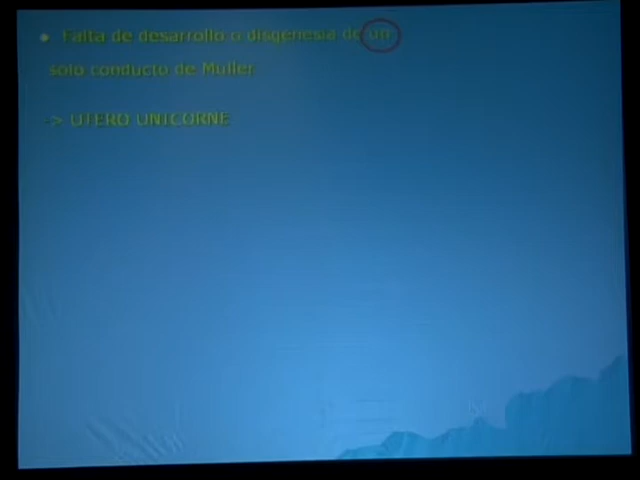 Falta de desarrollo o disgenesia de un
solo conducto de Muller.
-> UTERO UNICORNE